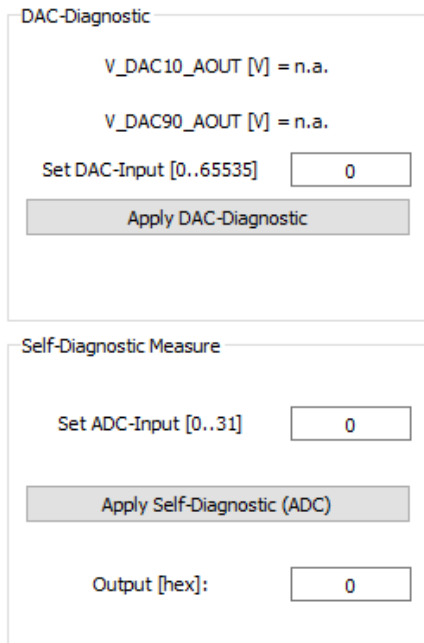 DAC-Diagnostic
V_DAC10_AOUT [V] = n.a.
V_DAC90_AOUT [V] = n.a.
Set DAC-Input [0..65535] 0
Apply DAC-Diagnostic
Self-Diagnostic Measure
Set ADC-Input [0..31] 0
Apply Self-Diagnostic (ADC)
Output [hex]: 0